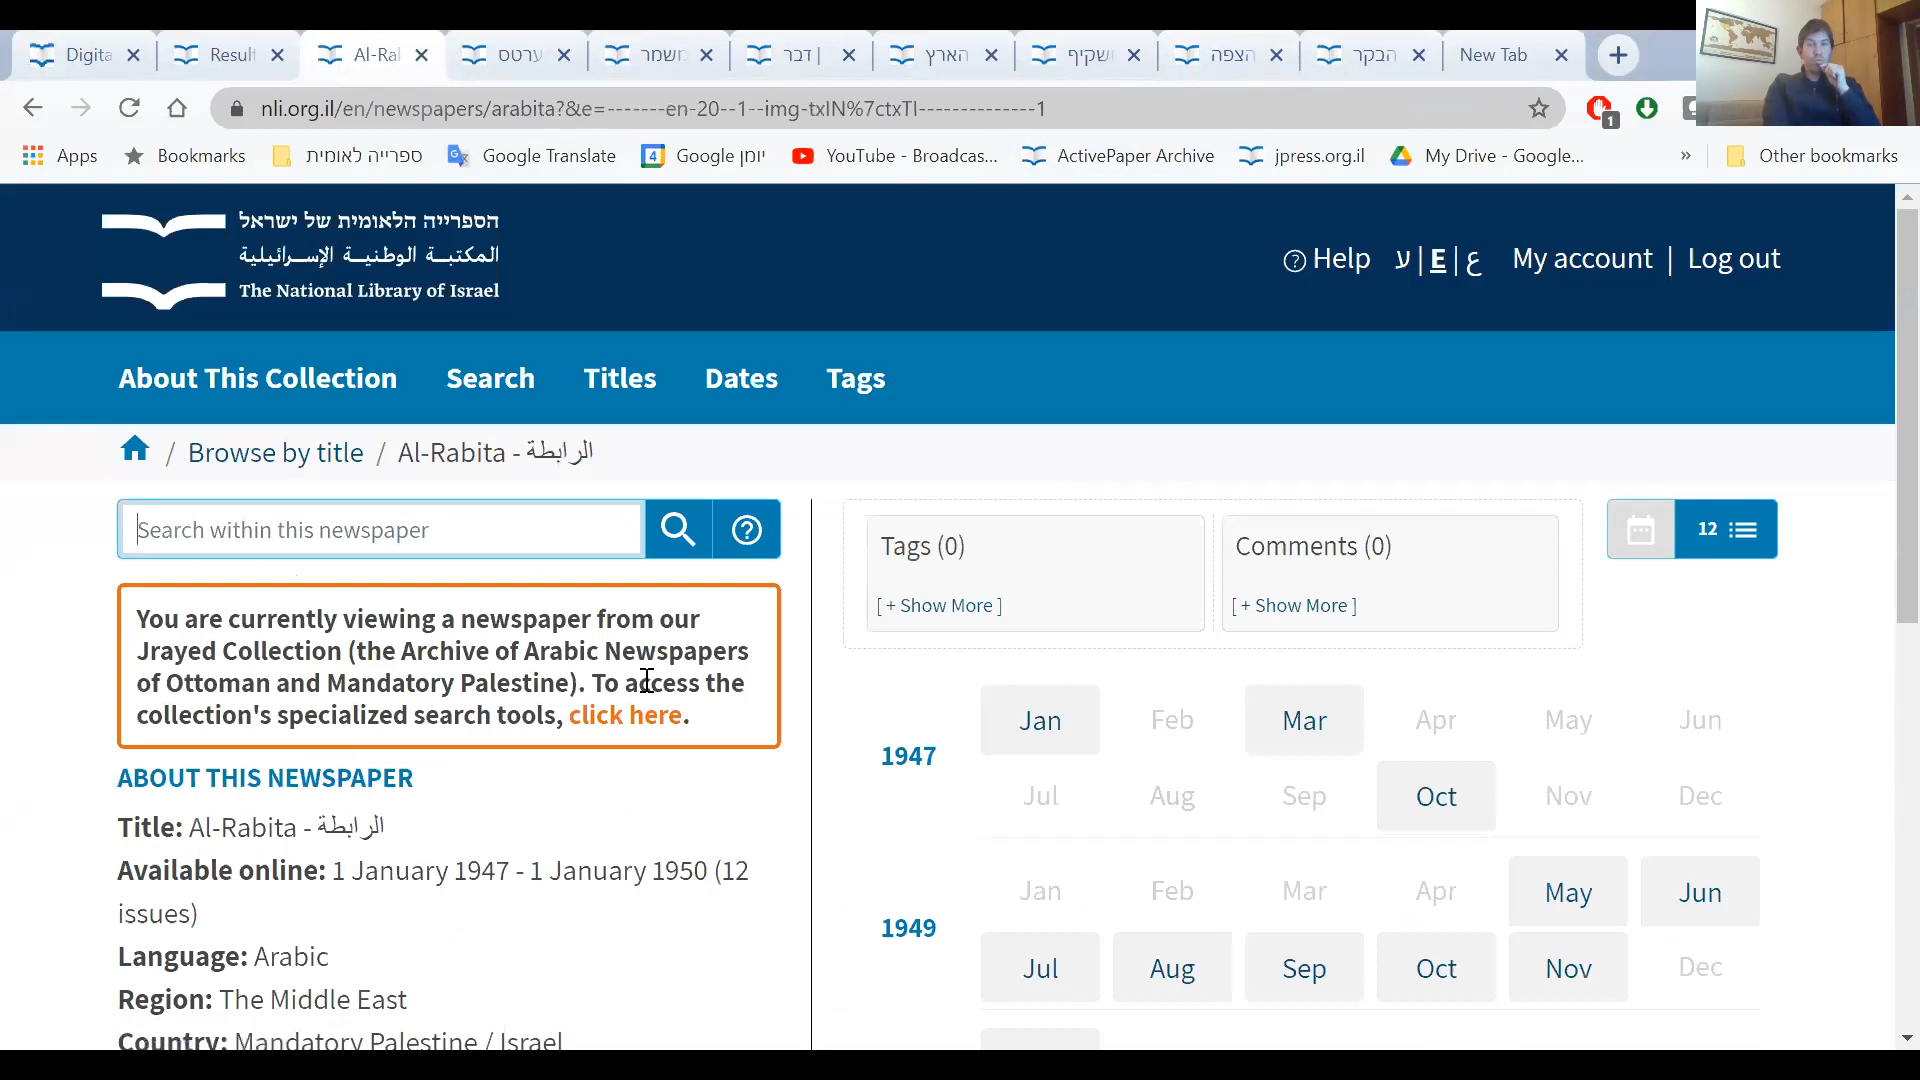 Digita
Result
Al-Ral
ערטס
משמר
דבר |
הארץ
שקיף
הצפה
הבקר
New Tab
nli.org.il/en/newspapers/arabita?&e=-------en-20--1--img-txIN%7ctxTI--------------1
1
Apps
Bookmarks
ספרייה לאומית
Google Translate
4
יומן Google
YouTube - Broadcas...
ActivePaper Archive
jpress.org.il
My Drive - Google...
»
Other bookmarks
הספרייה הלאומית של ישראל
المكتبة الوطنية الإسرائيلية
The National Library of Israel
? Help
ע | E | ع
My account | Log out
About This Collection
Search
Titles
Dates
Tags
/ Browse by title / Al-Rabita - الرابطة
Search within this newspaper
?
Tags (0)
[ + Show More ]
Comments (0)
[ + Show More ]
12
You are currently viewing a newspaper from our
Jrayed Collection (the Archive of Arabic Newspapers
of Ottoman and Mandatory Palestine). To access the
collection's specialized search tools, click here.
ABOUT THIS NEWSPAPER
Title: Al-Rabita - الرابطة
Available online: 1 January 1947 - 1 January 1950 (12
issues)
Language: Arabic
Region: The Middle East
Country: Mandatory Palestine / Israel
1947
Jan Feb Mar Apr May Jun
Jul Aug Sep Oct Nov Dec
1949
Jan Feb Mar Apr May Jun
Jul Aug Sep Oct Nov Dec